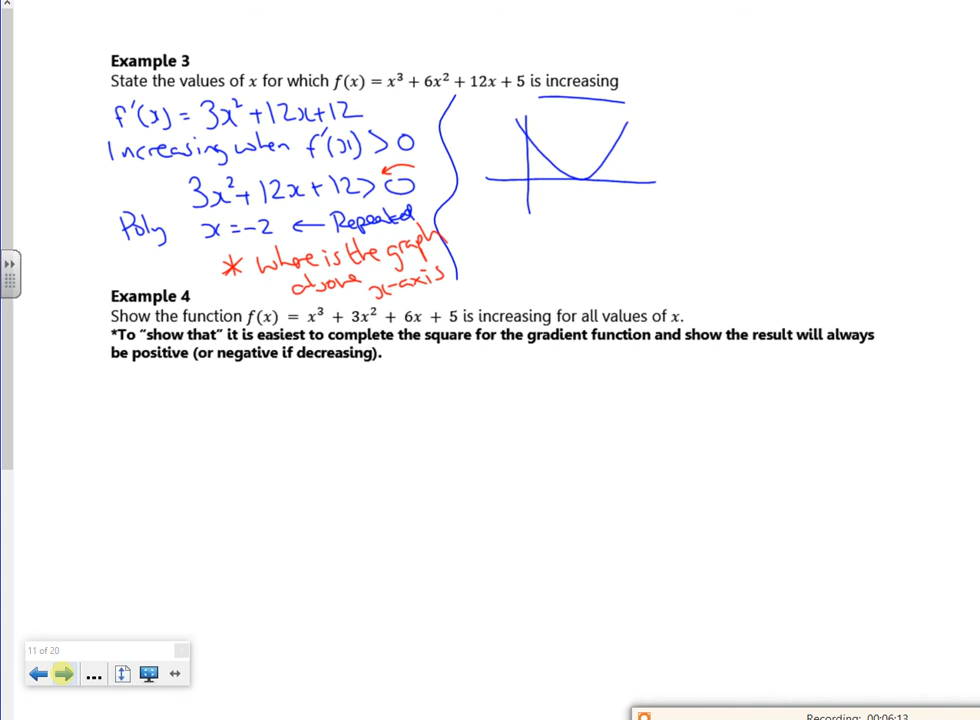 Example 3
State the values of x for which f(x) = x³ + 6x² + 12x + 5 is increasing
f'(x) = 3x² + 12x + 12
Increasing when f'(x) > 0
3x² + 12x + 12 > 0
Poly x = -2 ← Repeated
* where is the graph
above x-axis
Example 4
Show the function f(x) = x³ + 3x² + 6x + 5 is increasing for all values of x.
*To “show that” it is easiest to complete the square for the gradient function and show the result will always
be positive (or negative if decreasing).
11 of 20
...
Recording: 00:06:13